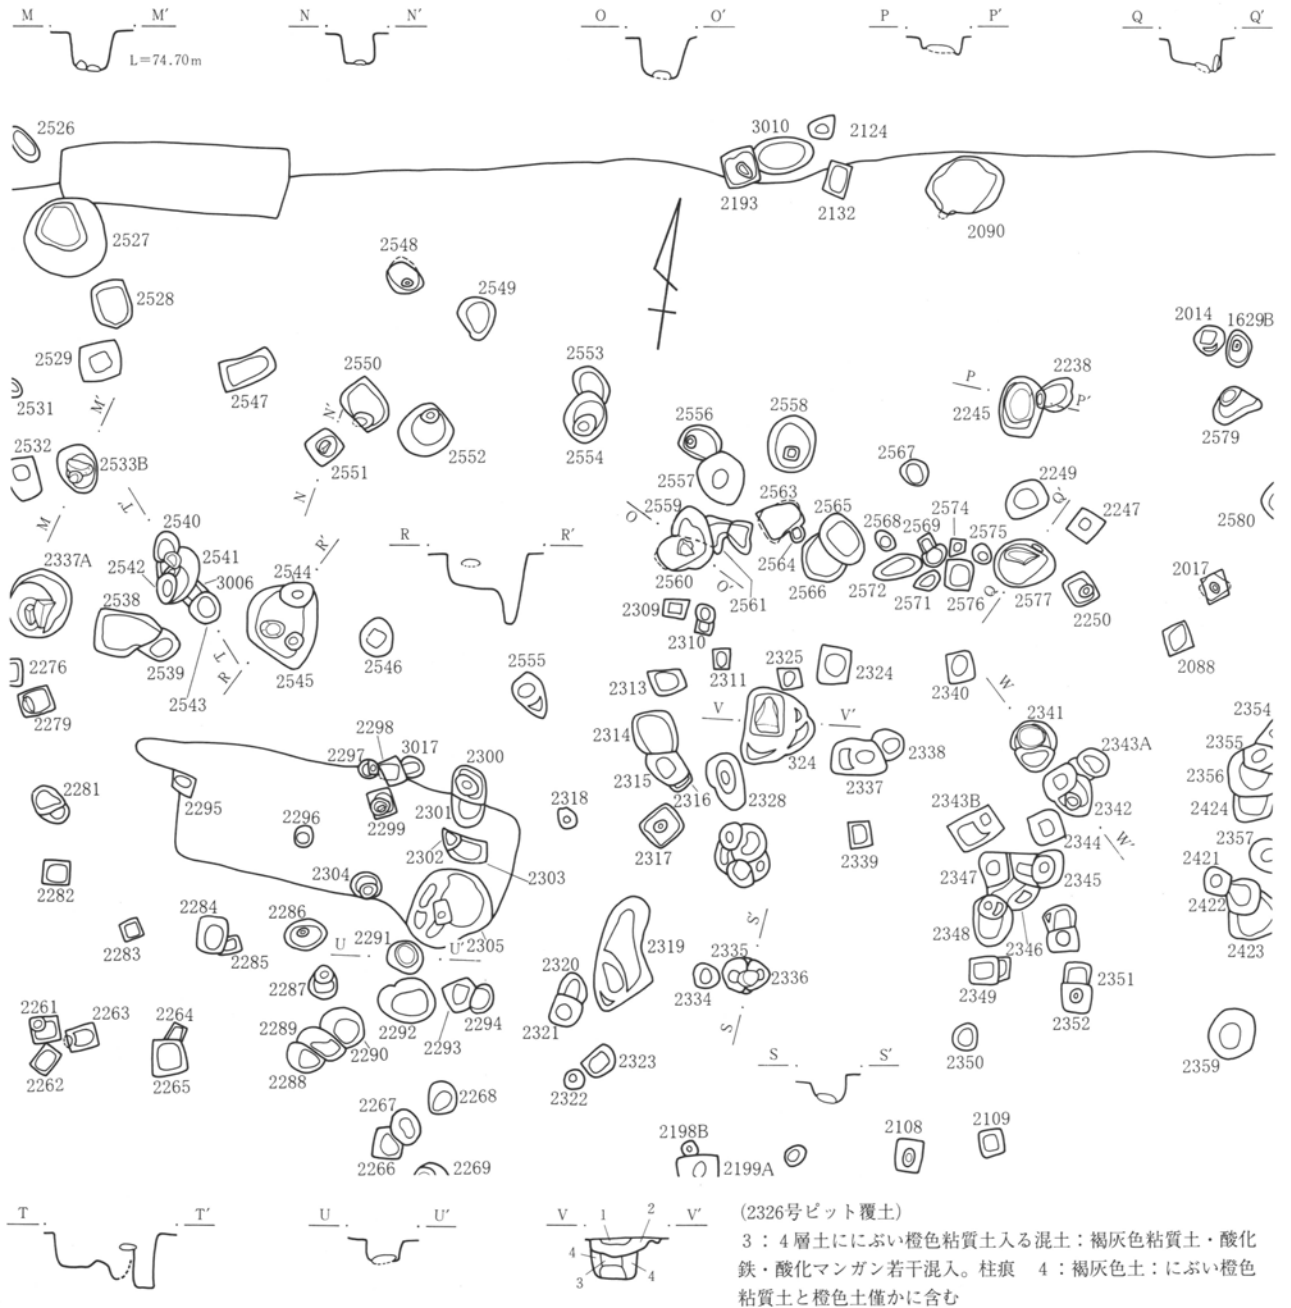 M M′ N N′ O O′ P P′ Q Q′
L=74.70m
2526
3010 2124
2193 2132 2090
2527
2548
2528 2549
2014 1629B
2529 2550 2553 2238
2531 2547 N′ M′ P P′ 2245
2556 2558 2579
2532 2533B 2551 2552 2554 2567
2557 2249
T′ N 2559 2563 2565 2574 Q′ 2247 2580
M O 2568 2569 2575
2540 R R′ R′
2337A 2542 2541 2564
3006 2544 2560 O′ 2566 2572 2017
2538 2561 2571 2576 Q 2577 2250
2309
2310
2276 2539 T 2545 2546 2555 2311 2325 2324 2088
R 2313 2340
2279 2543 W
V V′ 2341 2354
2298 2314 2355
2297 3017 2300 2338 2343A
2315 324 2356
2281 2295 2337
2316 2328 2342
2301 2318 2343B 2424
2296 2299
2302 2317 2339 2344 W′ 2357
2421
2282 2304 2303 2347 2345
2422
2284 2286 2291 2348 2346 2423
U U′ 2305 2319 S′
2283 2285 2335
2320 2336 2351
2287 2334 2349
2261 2263 2264 2289 2292 2294 2321 2352
2293 S
2290 2323 2350
2262 2265 2288 S S′ 2359
2268 2322
2267
2198B 2108 2109
2266 2269 2199A
T T′ U U′ V 1 2 V′
4
3 4
(2326号ピット覆土)
3：4層土ににぶい橙色粘質土入る混土：褐灰色粘質土・酸化
鉄・酸化マンガン若干混入。柱痕　4：褐灰色土：にぶい橙色
粘質土と橙色土僅かに含む